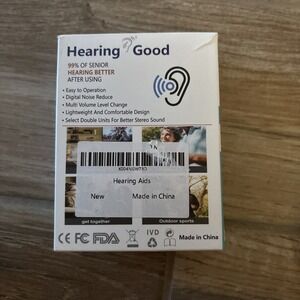 Hearing Good
99% OF SENIOR
HEARING BETTER
AFTER USING
• Easy to Operation
• Digital Noise Reduce
• Multi Volume Level Change
• Lightweight And Comfortable Design
• Select Double Units For Better Stereo Sound
Hearing Aids
New Made in China
get together Outdoor sports
CE FC FDA IVD Made in China